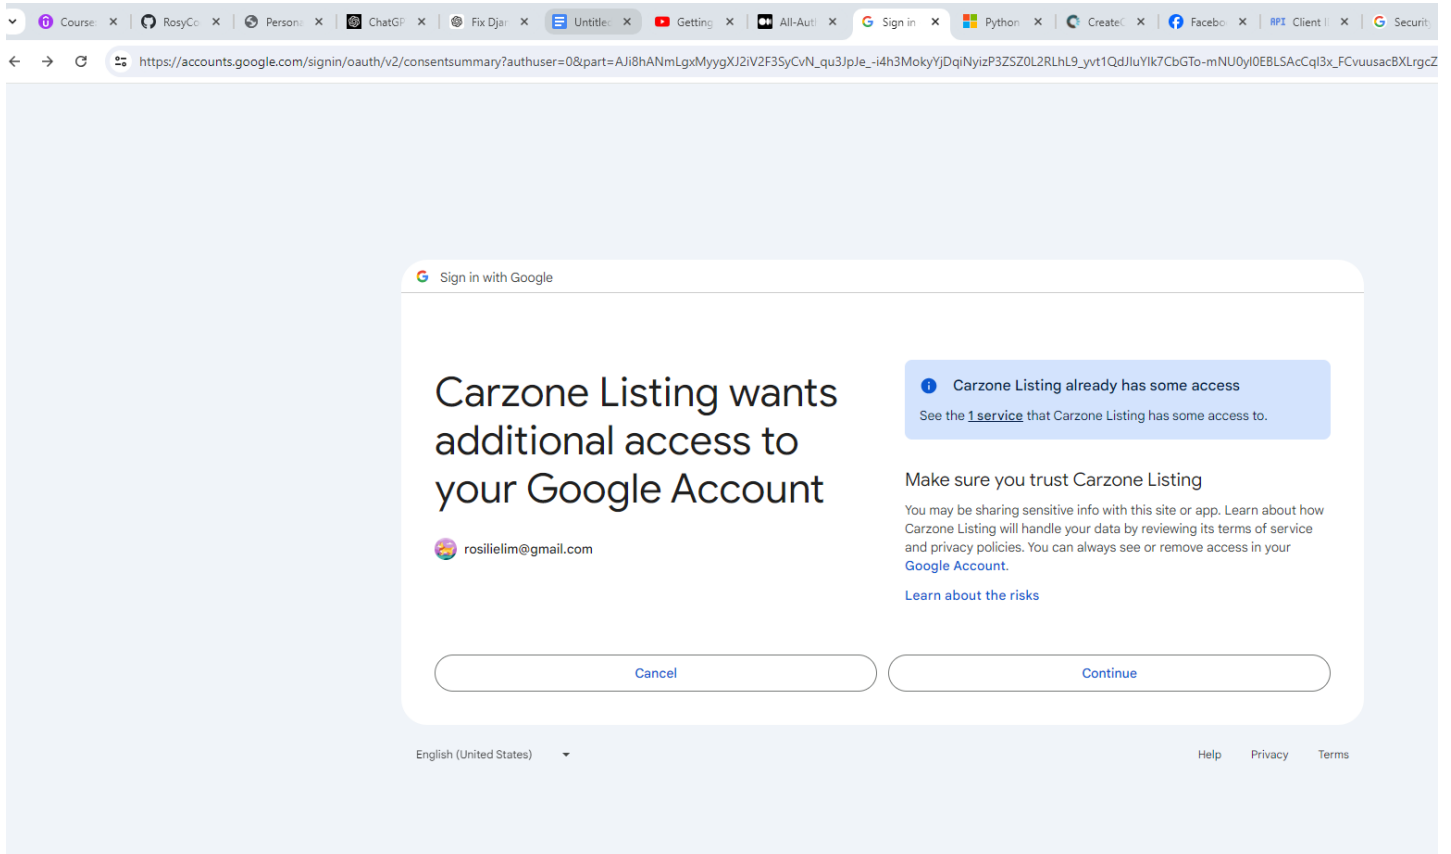 Course
RosyCo
Persona
ChatGP
Fix Djan
Untitled
Getting
All-Auth
Sign in
Python
Create
Facebo
API Client l
Security
https://accounts.google.com/signin/oauth/v2/consentsummary?authuser=0&part=AJi8hANmLgxMyygXJ2iV2F3SyCvN_qu3JpJe_-i4h3MokyYjDqiNyizP3ZSZ0L2RLhL9_yvt1QdJIuYlk7CbGTo-mNU0yI0EBLSAcCqI3x_FCvuusacBXLrgcZ
Sign in with Google
Carzone Listing wants
additional access to
your Google Account
rosilielim@gmail.com
Carzone Listing already has some access
See the 1 service that Carzone Listing has some access to.
Make sure you trust Carzone Listing
You may be sharing sensitive info with this site or app. Learn about how
Carzone Listing will handle your data by reviewing its terms of service
and privacy policies. You can always see or remove access in your
Google Account.
Learn about the risks
Cancel
Continue
English (United States)
Help
Privacy
Terms